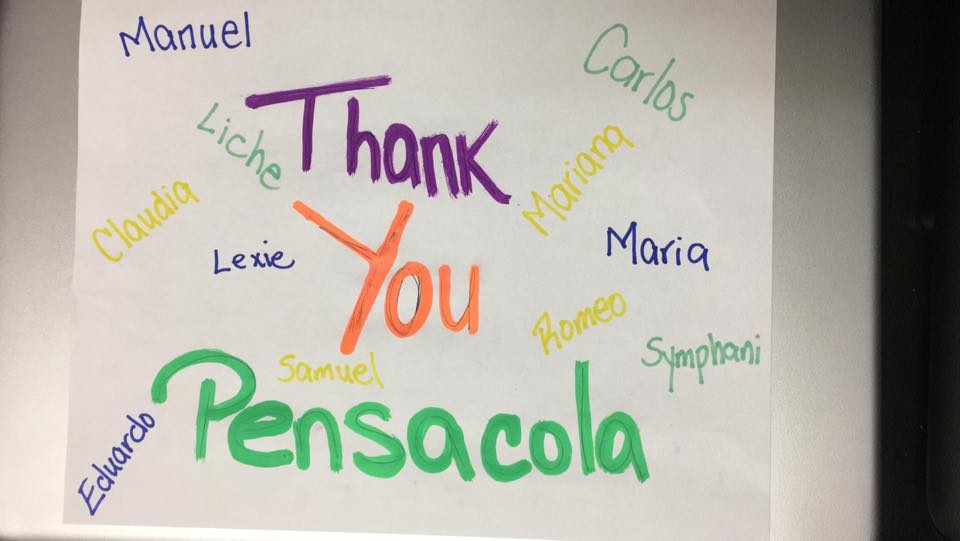 Manuel
Carlos
Liche
Thank
Mariana
Claudia
Lexie
You
Maria
Romeo
Symphani
Samuel
Pensacola
Eduardo